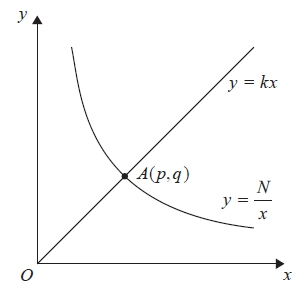 y
y = kx
A(p,q)
y = N/x
O
x